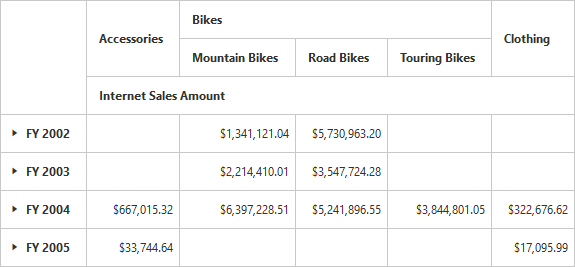 Bikes
Accessories Clothing
Mountain Bikes Road Bikes Touring Bikes
Internet Sales Amount
FY 2002 $1,341,121.04 $5,730,963.20
FY 2003 $2,214,410.01 $3,547,724.28
FY 2004 $667,015.32 $6,397,228.51 $5,241,896.55 $3,844,801.05 $322,676.62
FY 2005 $33,744.64 $17,095.99